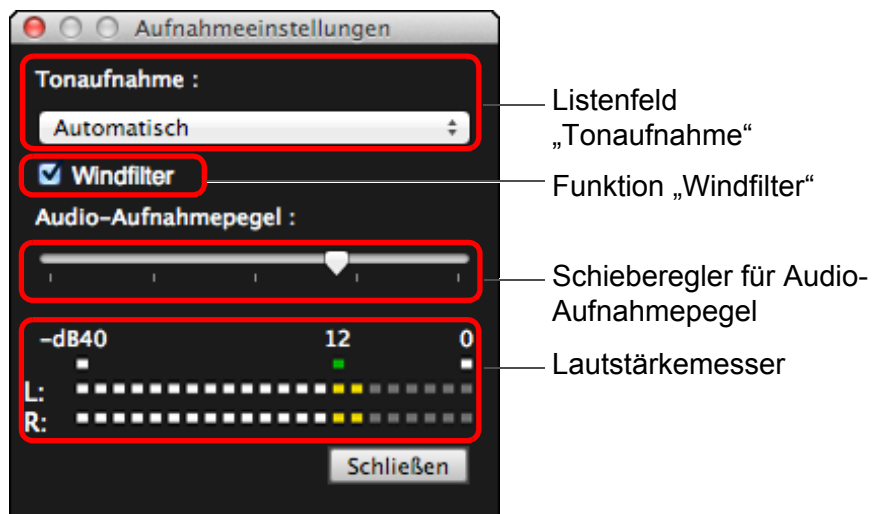 Aufnahmeeinstellungen
Tonaufnahme :
Automatisch
Windfilter
Audio-Aufnahmepegel :
-dB40 12 0
L:
R:
Schließen
Listenfeld
„Tonaufnahme“
Funktion „Windfilter“
Schieberegler für Audio-
Aufnahmepegel
Lautstärkemesser